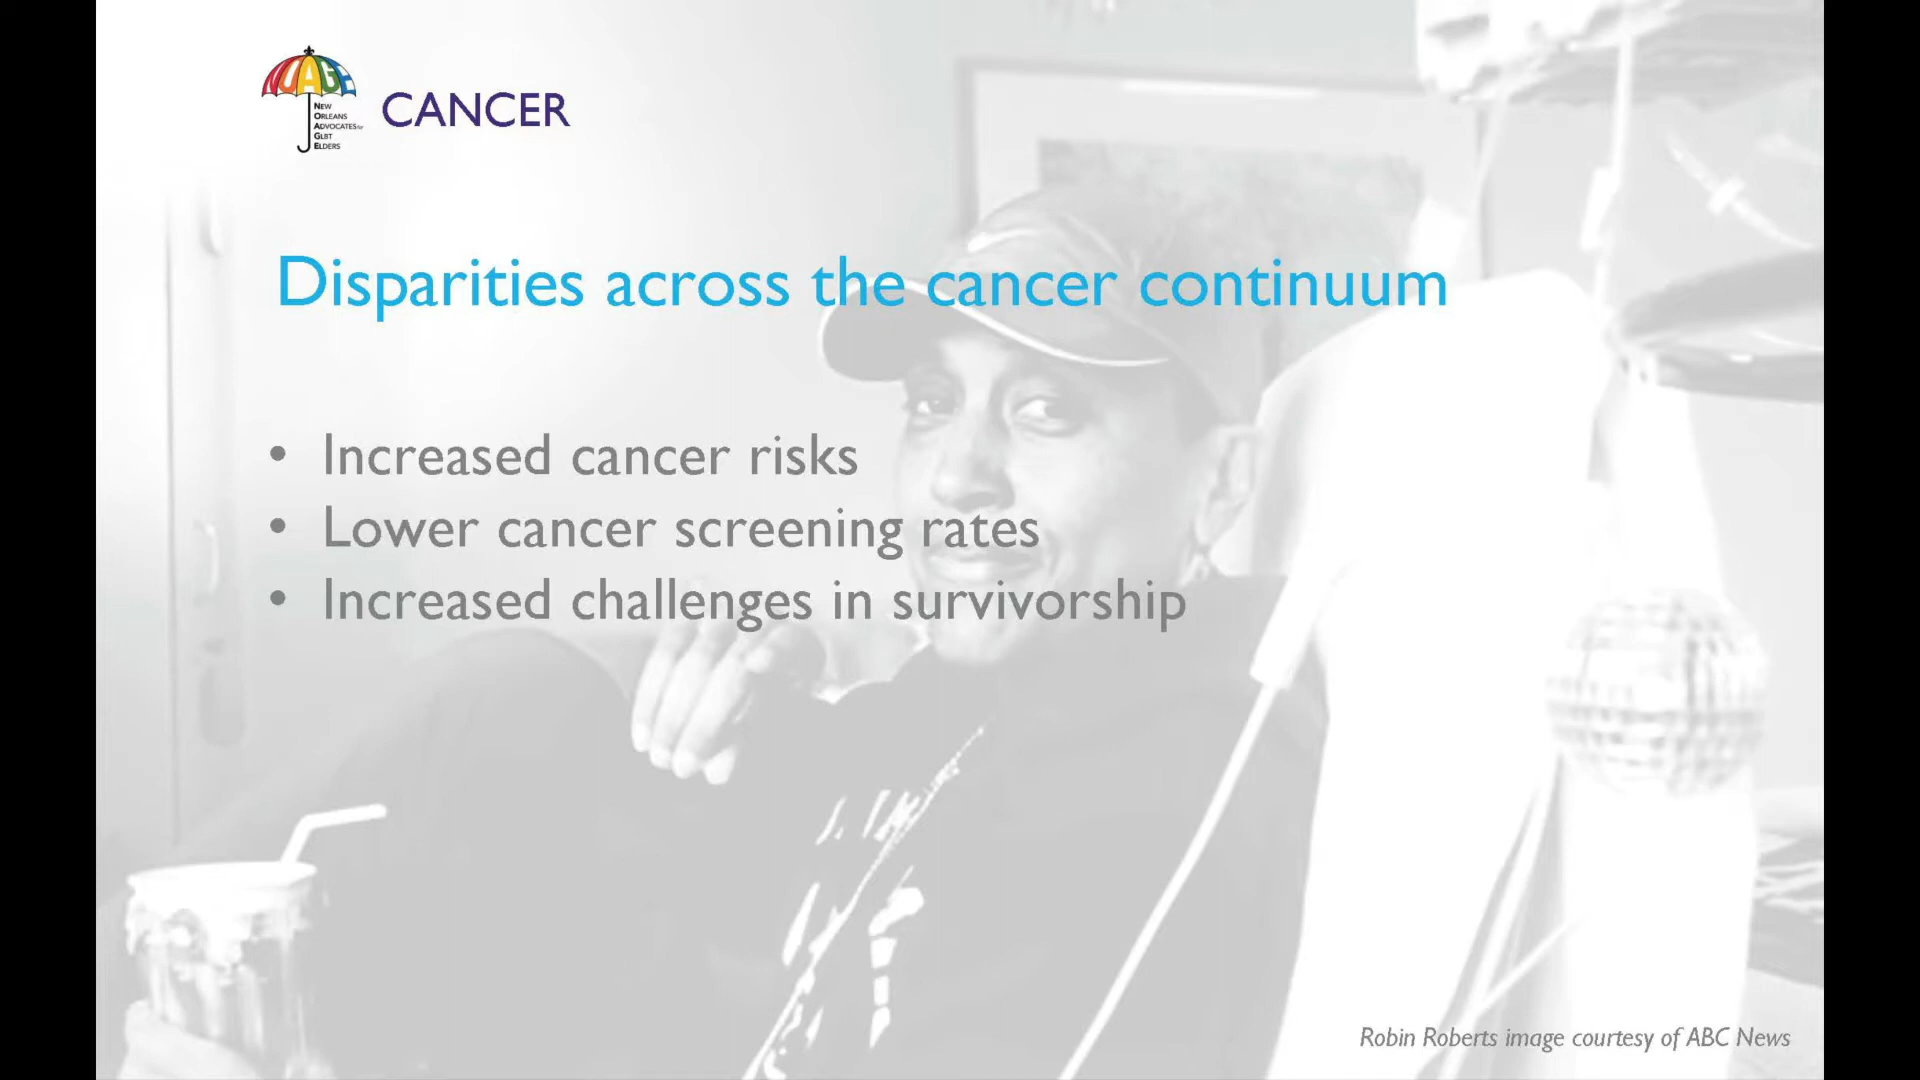 NOAGE
NEW
ORLEANS
ADVOCATES for
GLBT
ELDERS
CANCER
Disparities across the cancer continuum
• Increased cancer risks
• Lower cancer screening rates
• Increased challenges in survivorship
Robin Roberts image courtesy of ABC News